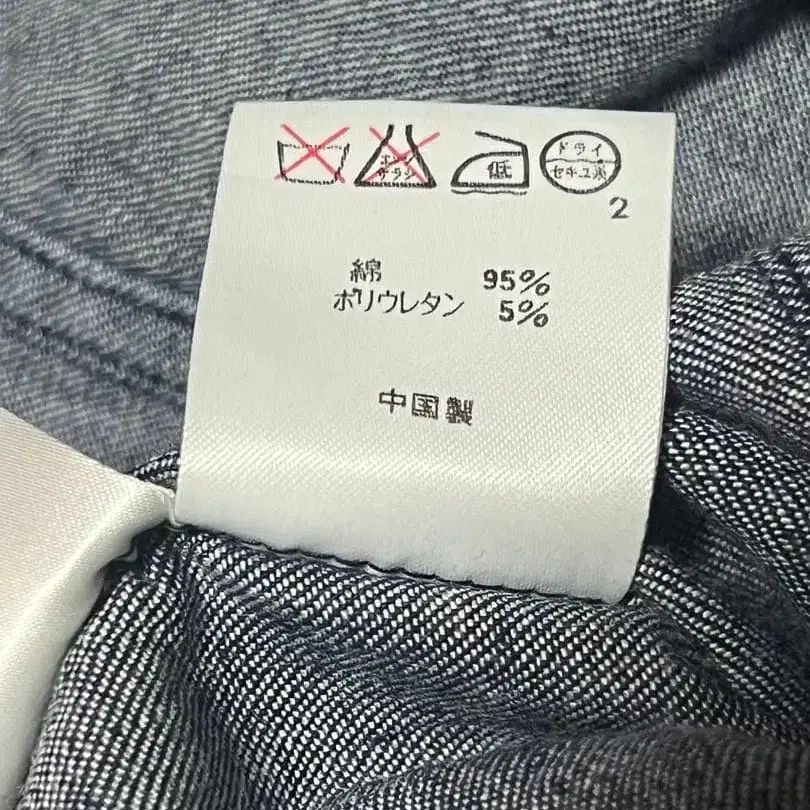 エンソ
サラシ
低
ドライ
セキユ系
2
綿 95%
ポリウレタン 5%
中国製